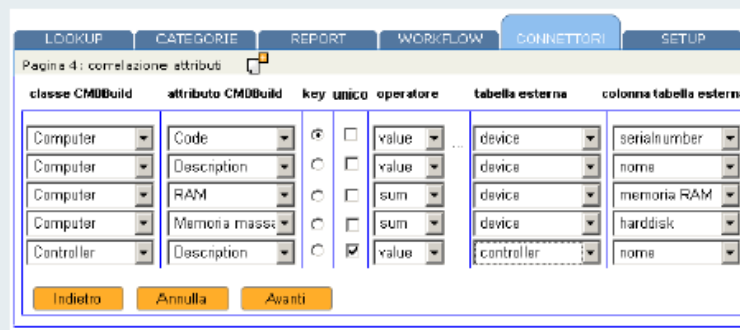 LOOKUP CATEGORIE REPORT WORKFLOW CONNETTORI SETUP
Pagina 4: correlazione attributi
classe CMDBuild attributo CMDBuild key unico operatore tabella esterna colonna tabella esterna
Computer Code value ... device serialnumber
Computer Description value device nome
Computer RAM sum device memoria RAM
Computer Memoria massa sum device harddisk
Controller Description value controller nome
Indietro Annulla Avanti